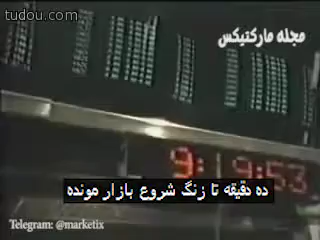 tudou.com
مجله مارکتیکس
9:19:53
ده دقیقه تا زنگ شروع بازار مونده
Telegram: @marketix